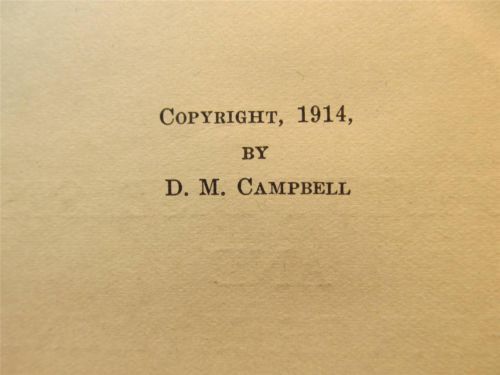 Copyright, 1914,
by
D. M. Campbell